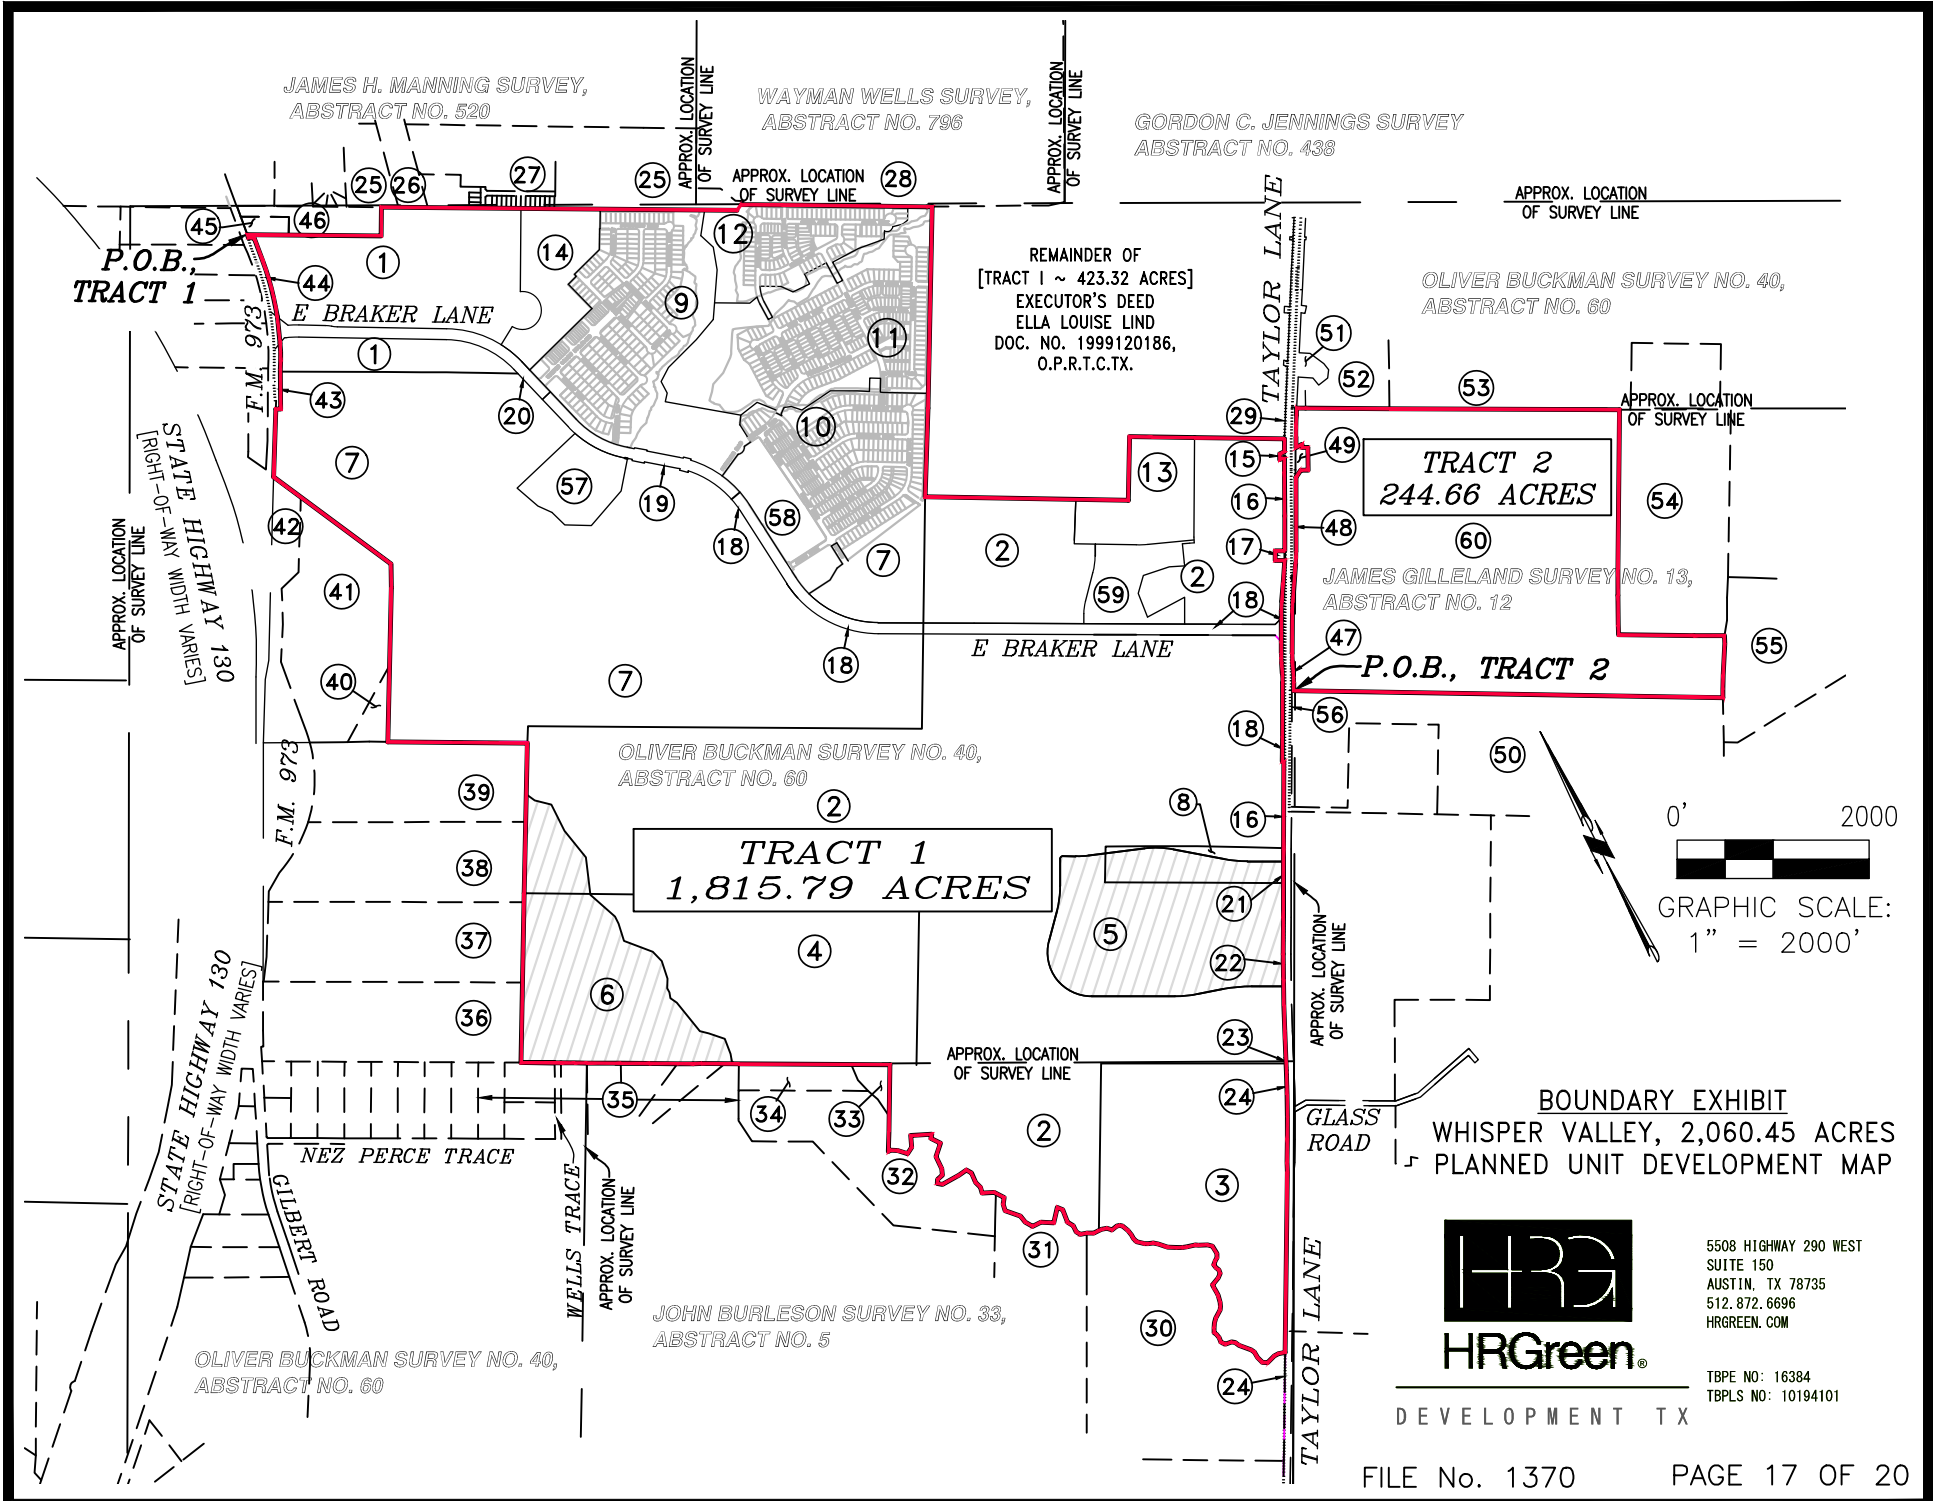 JAMES H. MANNING SURVEY,
ABSTRACT NO. 520
WAYMAN WELLS SURVEY,
ABSTRACT NO. 796
GORDON C. JENNINGS SURVEY
ABSTRACT NO. 438
APPROX. LOCATION
OF SURVEY LINE
APPROX. LOCATION
OF SURVEY LINE
APPROX. LOCATION
OF SURVEY LINE
APPROX. LOCATION
OF SURVEY LINE
25
26
27
25
28
45
46
P.O.B.,
TRACT 1
1
44
14
12
9
11
E BRAKER LANE
1
F.M. 973
43
20
10
REMAINDER OF
[TRACT I ~ 423.32 ACRES]
EXECUTOR'S DEED
ELLA LOUISE LIND
DOC. NO. 1999120186,
O.P.R.T.C.TX.
TAYLOR LANE
OLIVER BUCKMAN SURVEY NO. 40,
ABSTRACT NO. 60
51
52
53
APPROX. LOCATION
OF SURVEY LINE
29
49
15
13
16
TRACT 2
244.66 ACRES
54
48
60
17
JAMES GILLELAND SURVEY NO. 13,
ABSTRACT NO. 12
STATE HIGHWAY 130
[RIGHT-OF-WAY WIDTH VARIES]
APPROX. LOCATION
OF SURVEY LINE
7
57
19
58
18
42
41
7
2
59
2
18
47
55
E BRAKER LANE
P.O.B., TRACT 2
40
7
18
56
18
50
F.M. 973
OLIVER BUCKMAN SURVEY NO. 40,
ABSTRACT NO. 60
39
2
8
16
0'
2000
TRACT 1
1,815.79 ACRES
38
21
GRAPHIC SCALE:
1" = 2000'
37
4
5
22
APPROX. LOCATION
OF SURVEY LINE
6
36
STATE HIGHWAY 130
[RIGHT-OF-WAY WIDTH VARIES]
APPROX. LOCATION
OF SURVEY LINE
23
24
35
34
33
2
GLASS
ROAD
BOUNDARY EXHIBIT
WHISPER VALLEY, 2,060.45 ACRES
PLANNED UNIT DEVELOPMENT MAP
NEZ PERCE TRACE
32
3
GILBERT ROAD
WELLS TRACE
APPROX. LOCATION
OF SURVEY LINE
31
30
TAYLOR LANE
JOHN BURLESON SURVEY NO. 33,
ABSTRACT NO. 5
OLIVER BUCKMAN SURVEY NO. 40,
ABSTRACT NO. 60
24
TAYLOR LANE
HRG
HRGreen®
DEVELOPMENT TX
5508 HIGHWAY 290 WEST
SUITE 150
AUSTIN, TX 78735
512.872.6696
HRGREEN.COM
TBPE NO: 16384
TBPLS NO: 10194101
FILE No. 1370
PAGE 17 OF 20